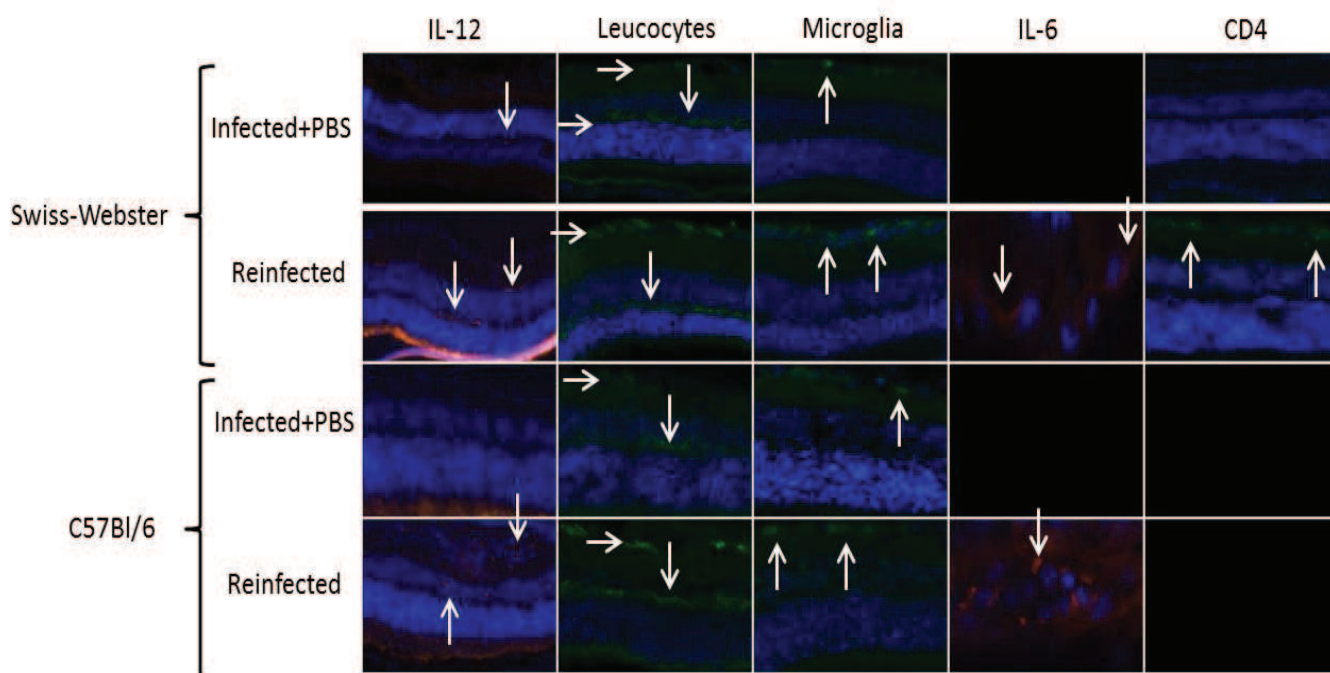 IL-12 Leucocytes Microglia IL-6 CD4
Infected+PBS
Swiss-Webster
Reinfected
Infected+PBS
C57Bl/6
Reinfected